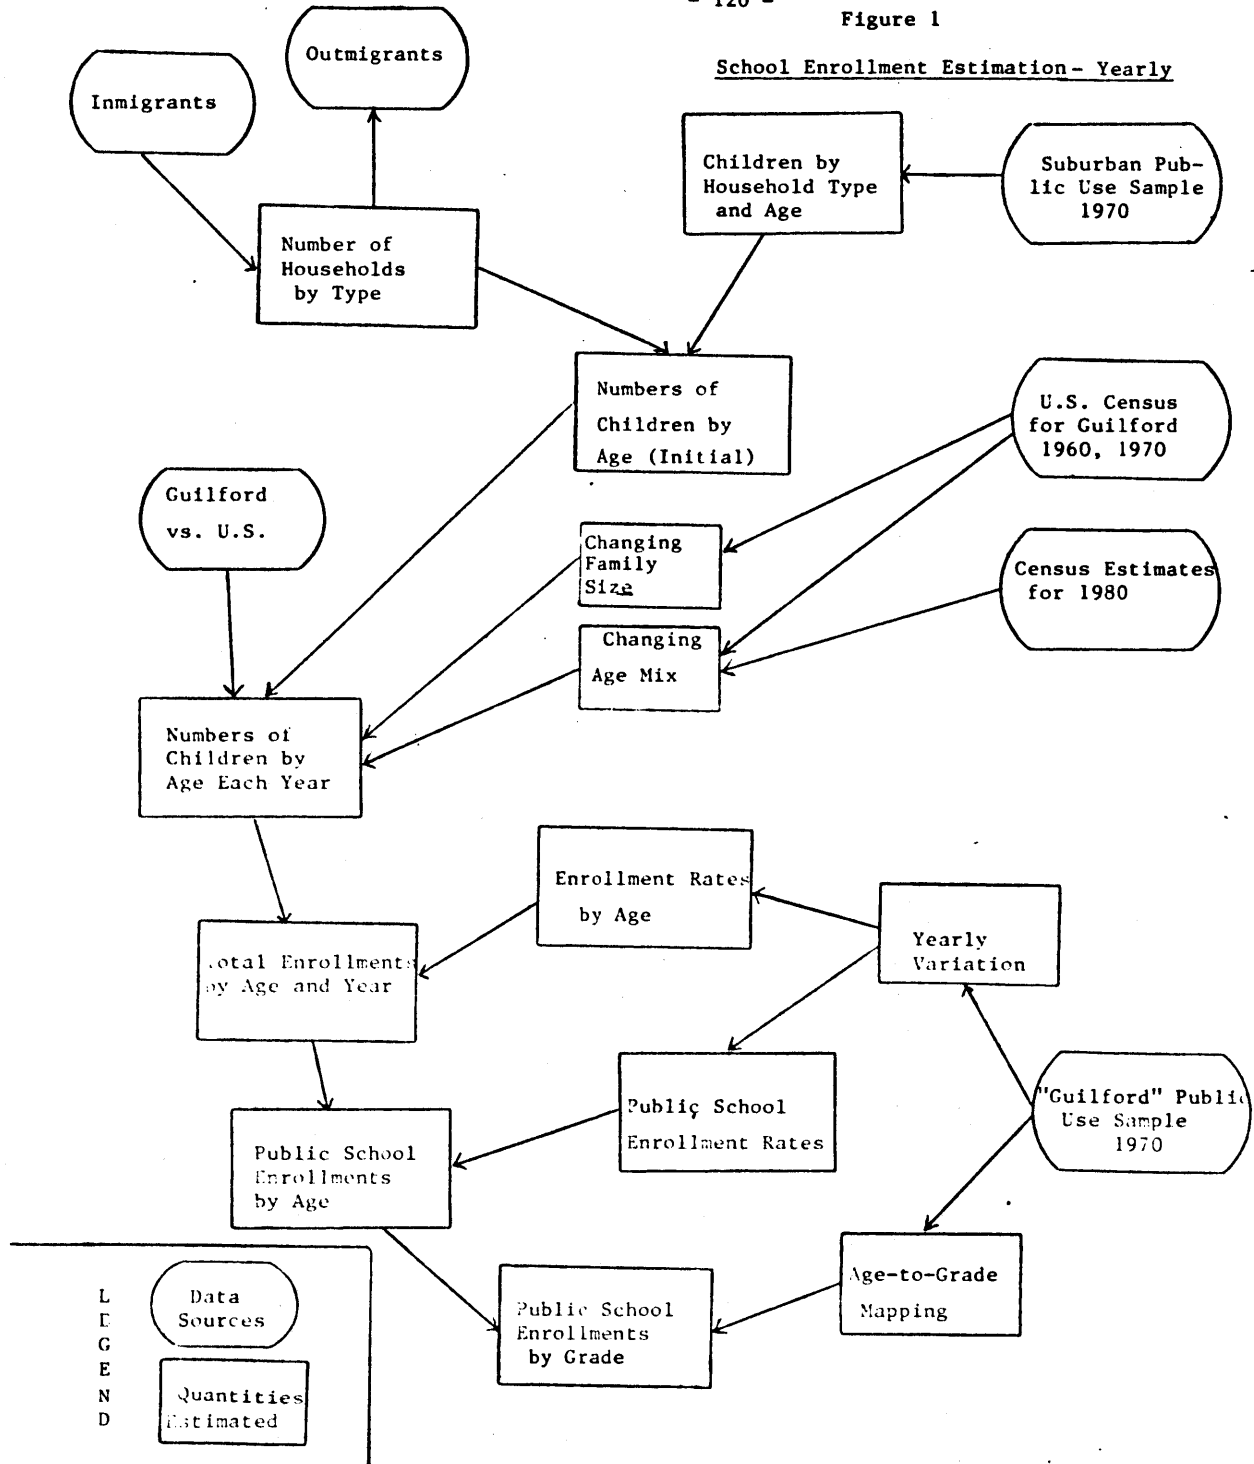 - 120 -
Figure 1
School Enrollment Estimation- Yearly
Outmigrants
Inmigrants
Children by
Household Type
and Age
Suburban Pub-
lic Use Sample
1970
Number of
Households
by Type
Numbers of
Children by
Age (Initial)
U.S. Census
for Guilford
1960, 1970
Guilford
vs. U.S.
Changing
Family
Size
Census Estimates
for 1980
Changing
Age Mix
Numbers of
Children by
Age Each Year
Enrollment Rates
by Age
Yearly
Variation
Total Enrollments
by Age and Year
Public School
Enrollment Rates
"Guilford" Public
Use Sample
1970
Public School
Enrollments
by Age
Age-to-Grade
Mapping
Public School
Enrollments
by Grade
LEGEND
Data
Sources
Quantities
Estimated